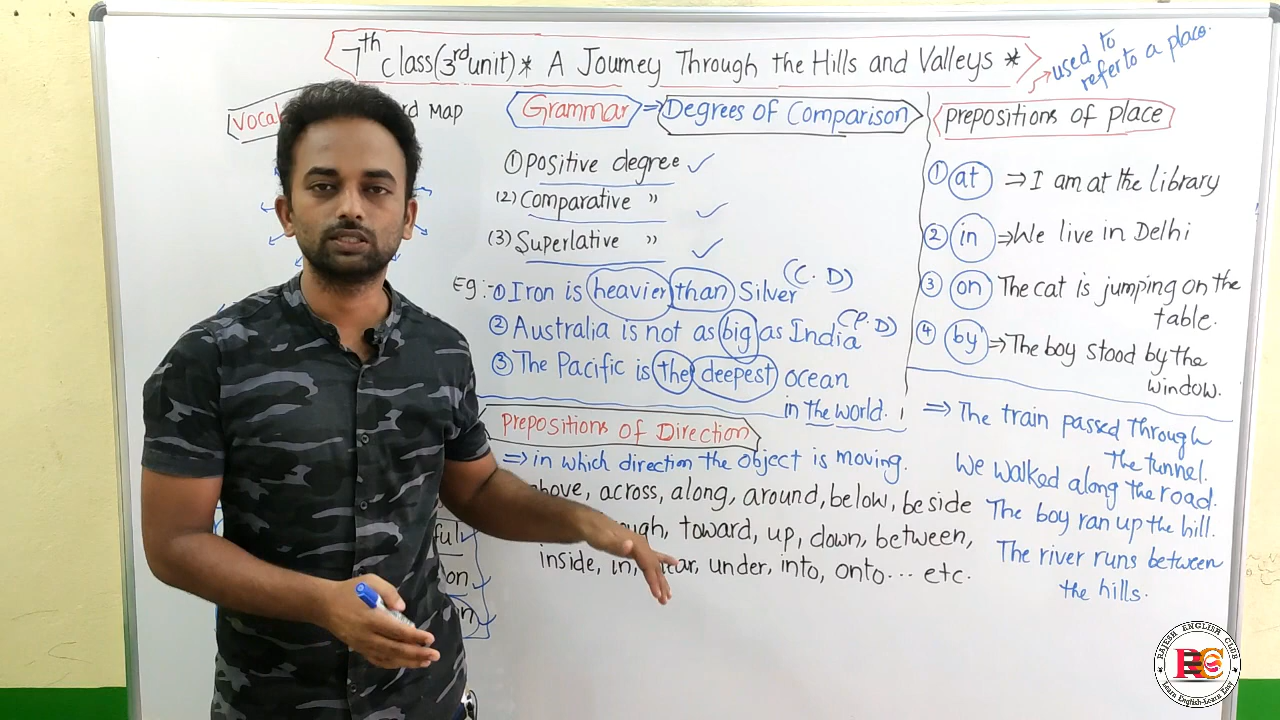 7th class(3rd unit) * A Journey Through the Hills and Valleys *
used to
refer to a place.
Map
Grammar ⇒ Degrees of Comparison
① Positive degree ✓
(2) Comparative " ✓
(3) Superlative " ✓
Eg:- ① Iron is heavier than Silver (C. D)
② Australia is not as big as India (P. D)
③ The Pacific is the deepest ocean
in the world.
Prepositions of place
① at ⇒ I am at the library
② in ⇒ We live in Delhi
③ on The cat is jumping on the
table.
④ by ⇒ The boy stood by the
window.
Prepositions of Direction
⇒ in which direction the object is moving.
above, across, along, around, below, beside
toward, up, down, between,
inside, in, under, into, onto... etc.
⇒ The train passed through
the tunnel.
We walked along the road.
The boy ran up the hill.
The river runs between
the hills.
RAJESH ENGLISH CLUB